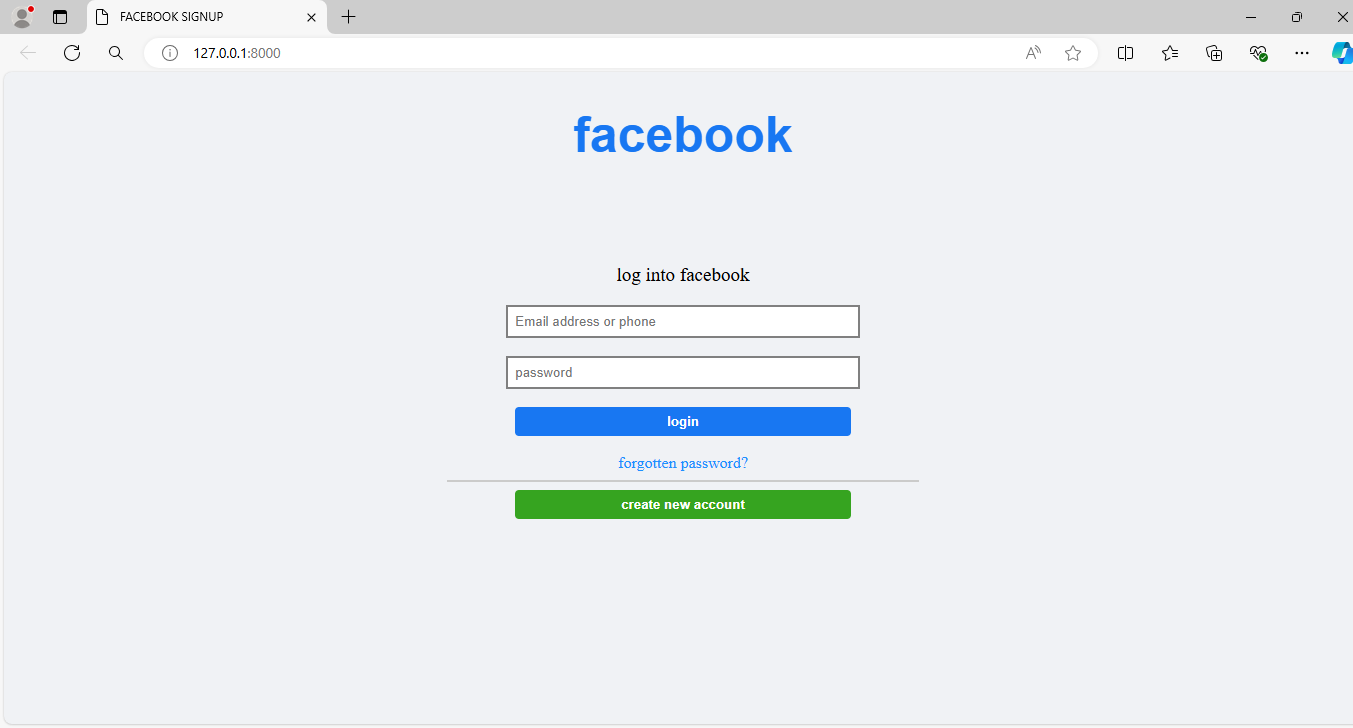 FACEBOOK SIGNUP
127.0.0.1:8000
facebook
log into facebook
Email address or phone
password
login
forgotten password?
create new account